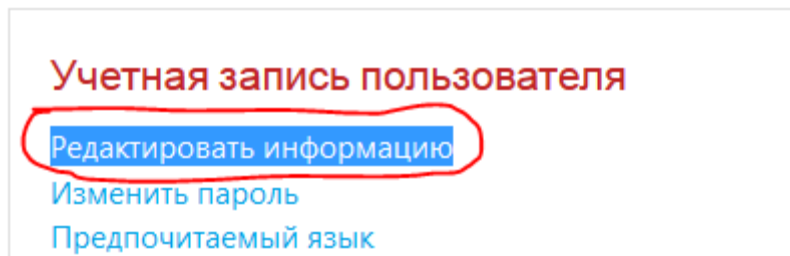 Учетная запись пользователя
Редактировать информацию
Изменить пароль
Предпочитаемый язык